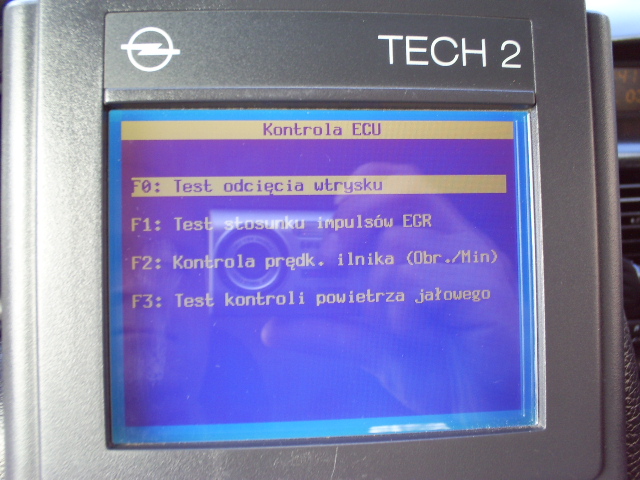 TECH 2
Kontrola ECU
F0: Test odcięcia wtrysku
F1: Test stosunku impulsów EGR
F2: Kontrola prędk. ilnika (Obr./Min)
F3: Test kontroli powietrza jałowego